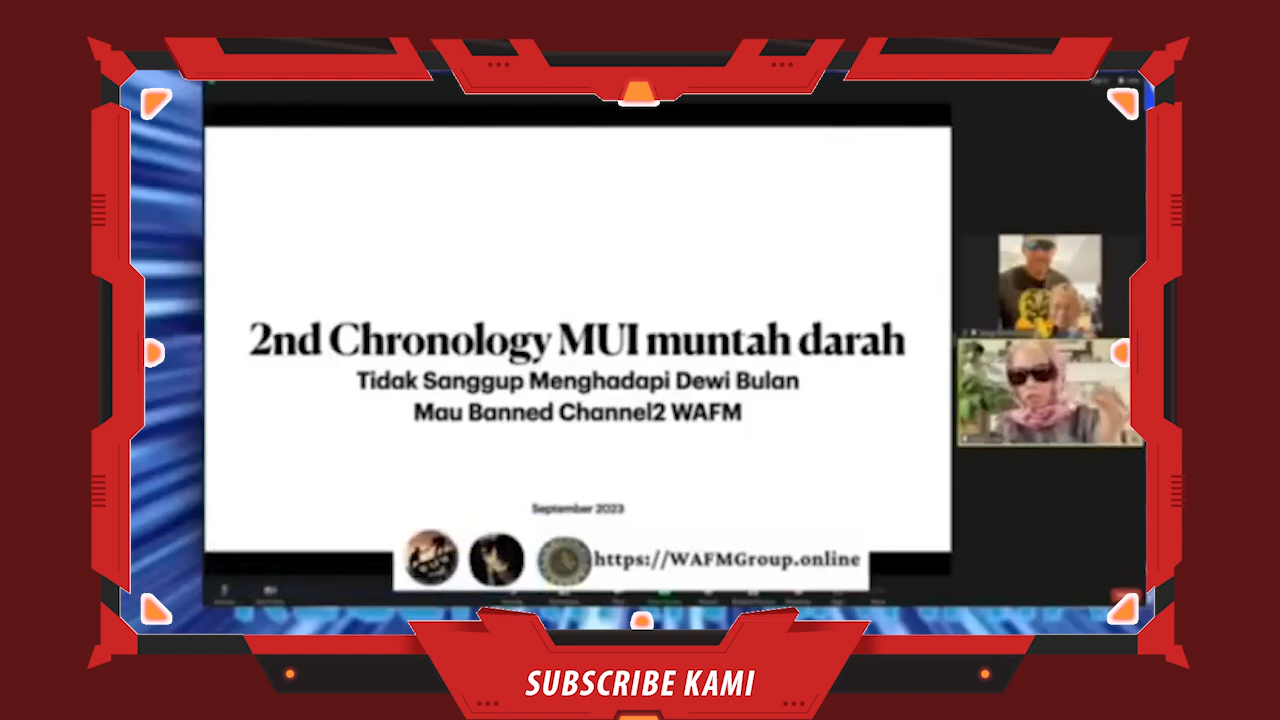 2nd Chronology MUI muntah darah
Tidak Sanggup Menghadapi Dewi Bulan
Mau Banned Channel2 WAFM
September 2023
https://WAFMGroup.online
SUBSCRIBE KAMI